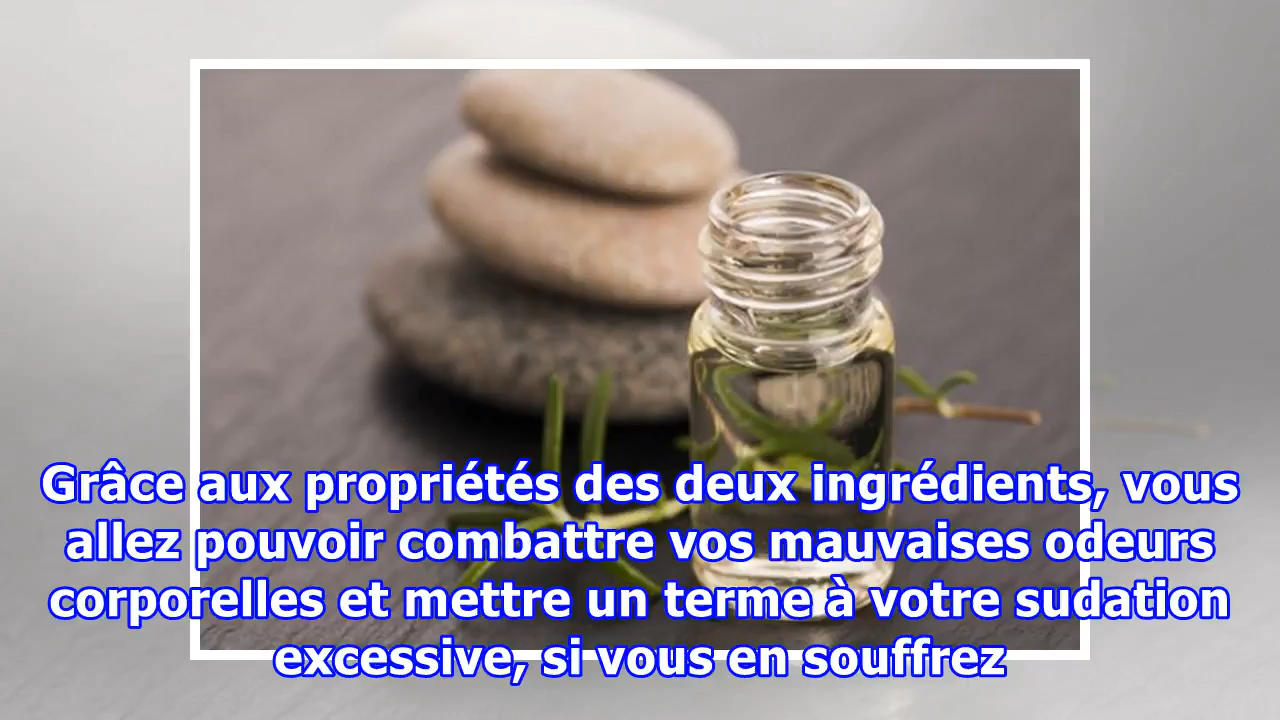 Grâce aux propriétés des deux ingrédients, vous
allez pouvoir combattre vos mauvaises odeurs
corporelles et mettre un terme à votre sudation
excessive, si vous en souffrez